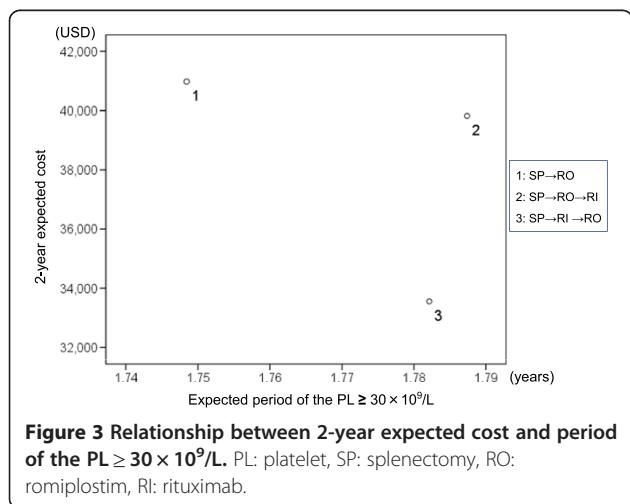 (USD)
42,000
40,000
38,000
36,000
34,000
32,000
2-year expected cost
1
2
3
1.74 1.75 1.76 1.77 1.78 1.79 (years)
Expected period of the PL ≥ 30 × 10⁹/L
1: SP→RO
2: SP→RO→RI
3: SP→RI →RO
Figure 3 Relationship between 2-year expected cost and period
of the PL ≥ 30 × 10⁹/L. PL: platelet, SP: splenectomy, RO:
romiplostim, RI: rituximab.